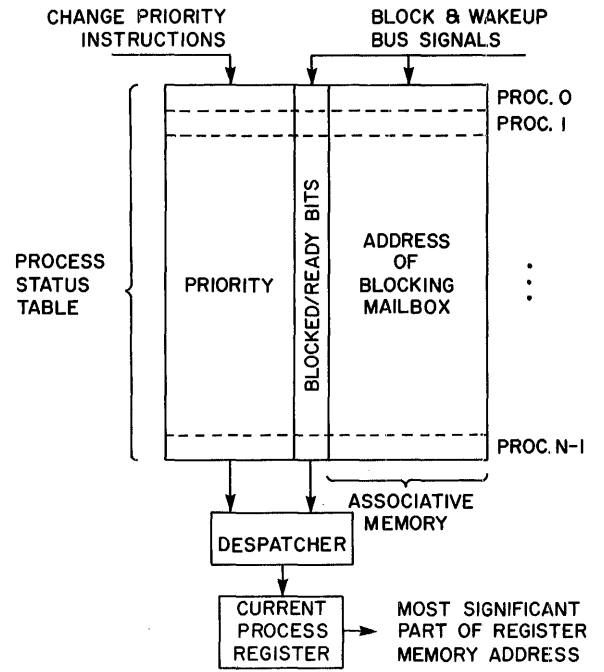 CHANGE PRIORITY
INSTRUCTIONS
BLOCK & WAKEUP
BUS SIGNALS
PROC. 0
PROC. 1
PROCESS
STATUS
TABLE
PRIORITY
BLOCKED/READY BITS
ADDRESS
OF
BLOCKING
MAILBOX
PROC. N-1
ASSOCIATIVE
MEMORY
DESPATCHER
CURRENT
PROCESS
REGISTER
MOST SIGNIFICANT
PART OF REGISTER
MEMORY ADDRESS